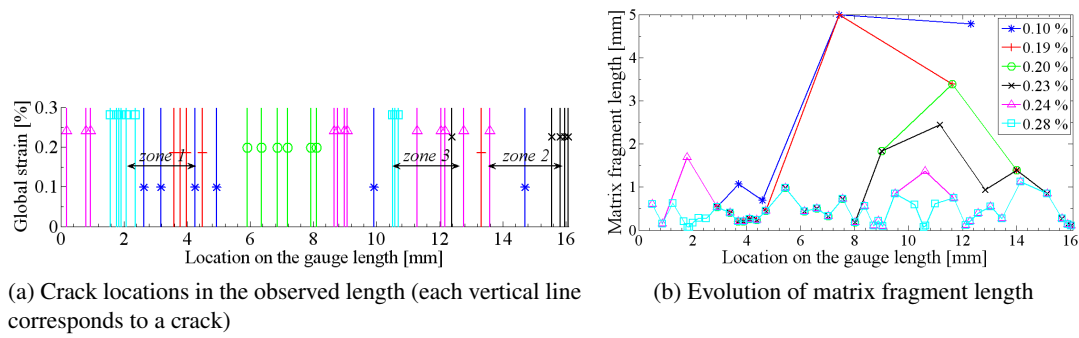 Global strain [%]
0.3
0.2
0.1
0
zone 1
zone 3
zone 2
0 2 4 6 8 10 12 14 16
Location on the gauge length [mm]
(a) Crack locations in the observed length (each vertical line
corresponds to a crack)
Matrix fragment length [mm]
5
4
3
2
1
0
0.10 %
0.19 %
0.20 %
0.23 %
0.24 %
0.28 %
0 2 4 6 8 10 12 14 16
Location on the gauge length [mm]
(b) Evolution of matrix fragment length